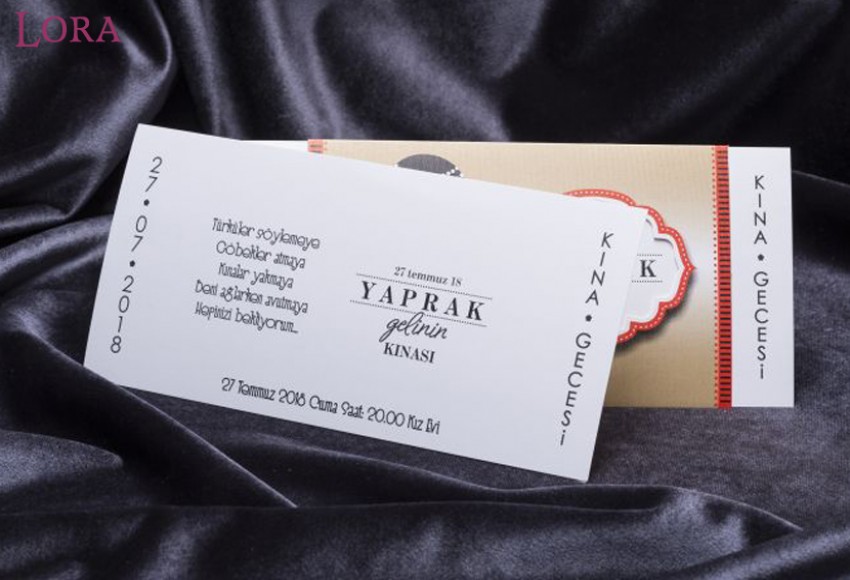 LORA
27•07•2018
Türküler söylemeye
Göbekler atmaya
Kınalar yakmaya
Beni ağlarken avutmaya
Hepinizi bekliyorum...
27 temmuz 18
YAPRAK
gelinin
KINASI
27 Temmuz 2018 Cuma Saat: 20.00 Kız Evi
KINA•GECESİ
K
KINA•GECESİ